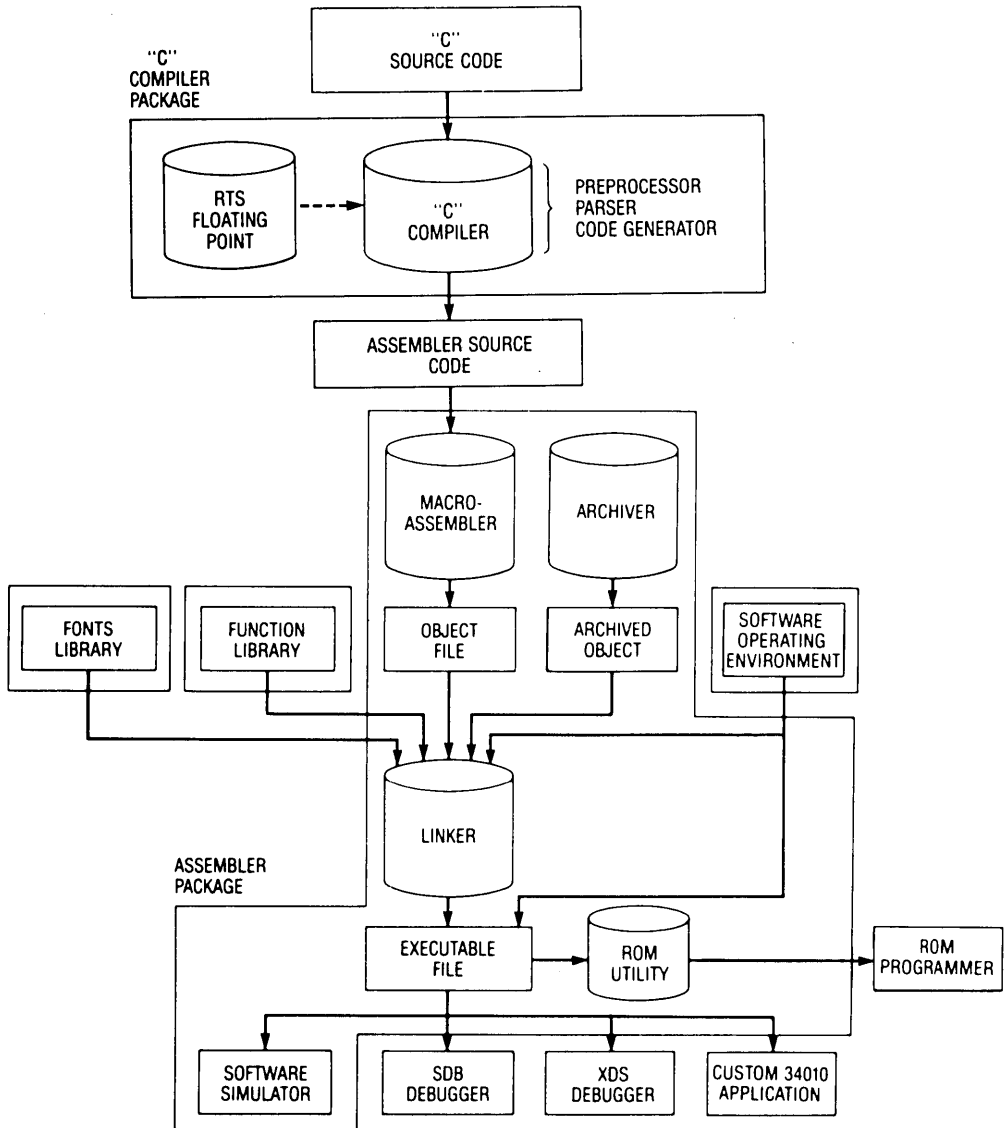 "C"
SOURCE CODE
"C"
COMPILER
PACKAGE
RTS
FLOATING
POINT
"C"
COMPILER
PREPROCESSOR
PARSER
CODE GENERATOR
ASSEMBLER SOURCE
CODE
MACRO-
ASSEMBLER
ARCHIVER
FONTS
LIBRARY
FUNCTION
LIBRARY
OBJECT
FILE
ARCHIVED
OBJECT
SOFTWARE
OPERATING
ENVIRONMENT
LINKER
ASSEMBLER
PACKAGE
EXECUTABLE
FILE
ROM
UTILITY
ROM
PROGRAMMER
SOFTWARE
SIMULATOR
SDB
DEBUGGER
XDS
DEBUGGER
CUSTOM 34010
APPLICATION